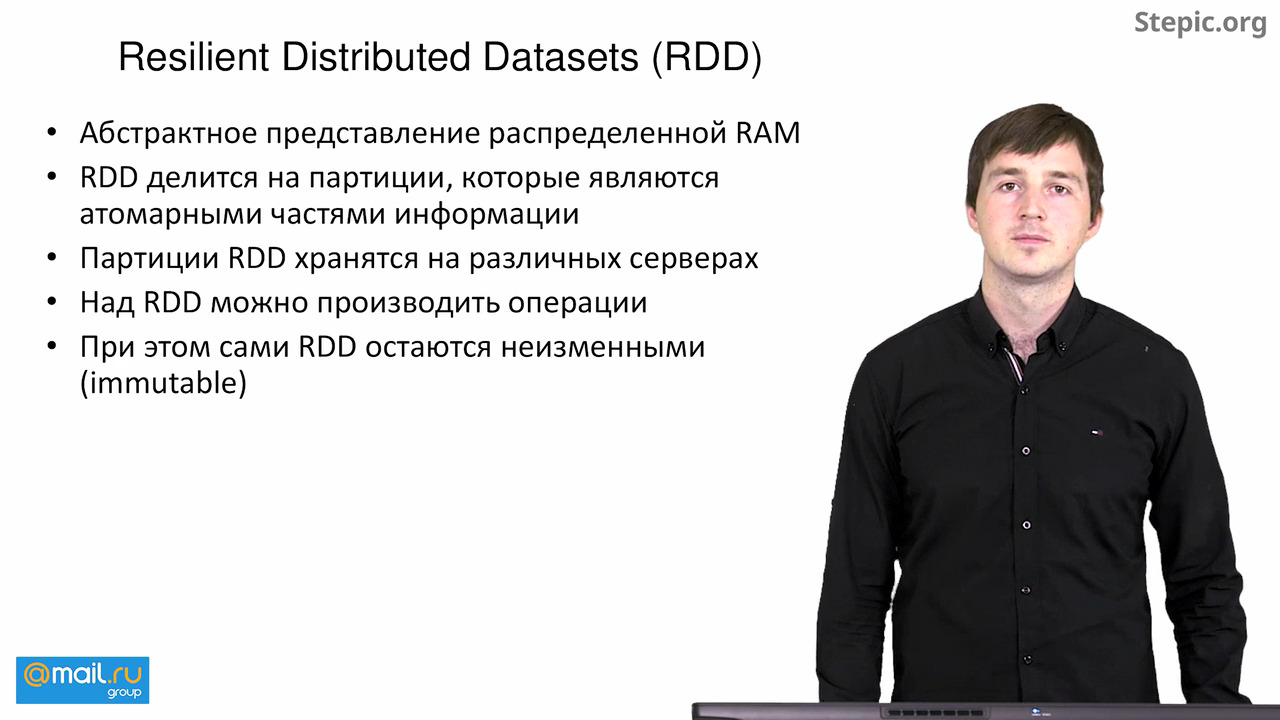 Stepic.org
Resilient Distributed Datasets (RDD)
• Абстрактное представление распределенной RAM
• RDD делится на партиции, которые являются
атомарными частями информации
• Партиции RDD хранятся на различных серверах
• Над RDD можно производить операции
• При этом сами RDD остаются неизменными
(immutable)
@mail.ru
group